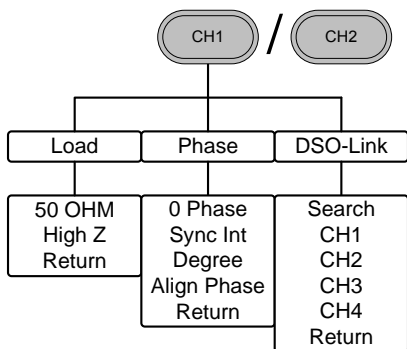 CH1 / CH2
Load Phase DSO-Link
50 OHM
High Z
Return
0 Phase
Sync Int
Degree
Align Phase
Return
Search
CH1
CH2
CH3
CH4
Return